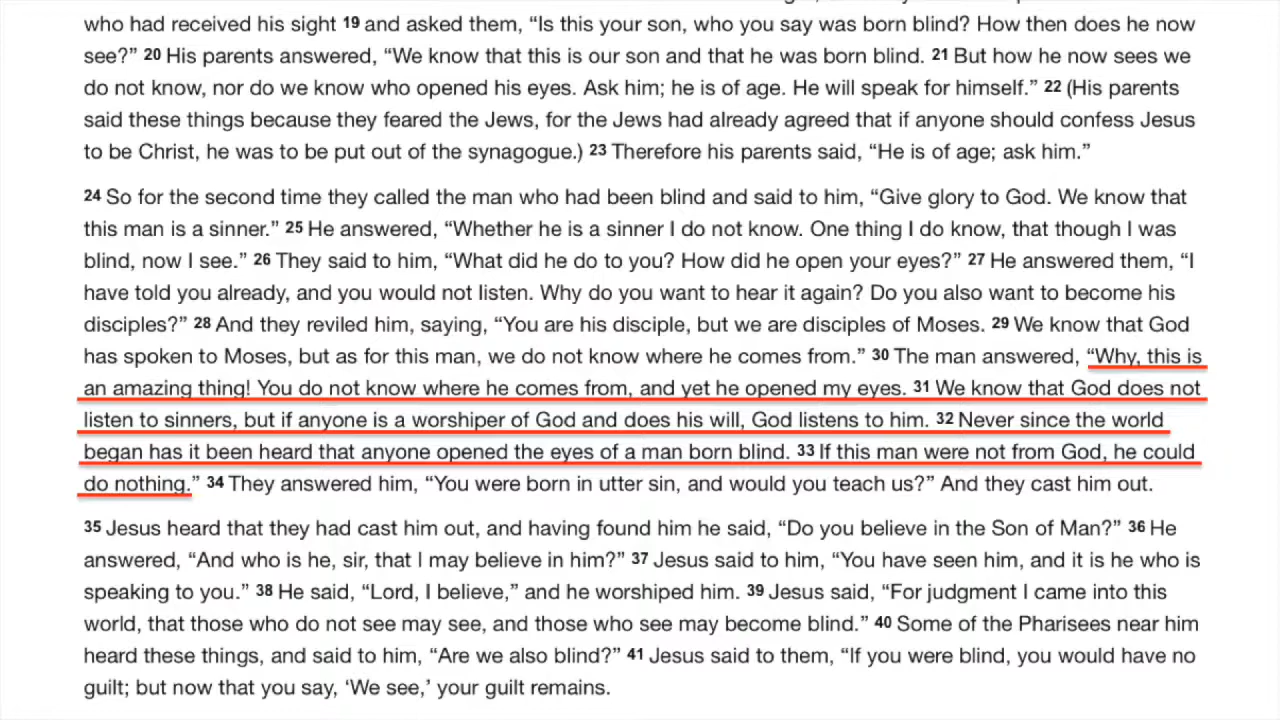 who had received his sight 19 and asked them, “Is this your son, who you say was born blind? How then does he now
see?” 20 His parents answered, “We know that this is our son and that he was born blind. 21 But how he now sees we
do not know, nor do we know who opened his eyes. Ask him; he is of age. He will speak for himself.” 22 (His parents
said these things because they feared the Jews, for the Jews had already agreed that if anyone should confess Jesus
to be Christ, he was to be put out of the synagogue.) 23 Therefore his parents said, “He is of age; ask him.”
24 So for the second time they called the man who had been blind and said to him, “Give glory to God. We know that
this man is a sinner.” 25 He answered, “Whether he is a sinner I do not know. One thing I do know, that though I was
blind, now I see.” 26 They said to him, “What did he do to you? How did he open your eyes?” 27 He answered them, “I
have told you already, and you would not listen. Why do you want to hear it again? Do you also want to become his
disciples?” 28 And they reviled him, saying, “You are his disciple, but we are disciples of Moses. 29 We know that God
has spoken to Moses, but as for this man, we do not know where he comes from.” 30 The man answered, “Why, this is
an amazing thing! You do not know where he comes from, and yet he opened my eyes. 31 We know that God does not
listen to sinners, but if anyone is a worshiper of God and does his will, God listens to him. 32 Never since the world
began has it been heard that anyone opened the eyes of a man born blind. 33 If this man were not from God, he could
do nothing.” 34 They answered him, “You were born in utter sin, and would you teach us?” And they cast him out.
35 Jesus heard that they had cast him out, and having found him he said, “Do you believe in the Son of Man?” 36 He
answered, “And who is he, sir, that I may believe in him?” 37 Jesus said to him, “You have seen him, and it is he who is
speaking to you.” 38 He said, “Lord, I believe,” and he worshiped him. 39 Jesus said, “For judgment I came into this
world, that those who do not see may see, and those who see may become blind.” 40 Some of the Pharisees near him
heard these things, and said to him, “Are we also blind?” 41 Jesus said to them, “If you were blind, you would have no
guilt; but now that you say, ‘We see,’ your guilt remains.